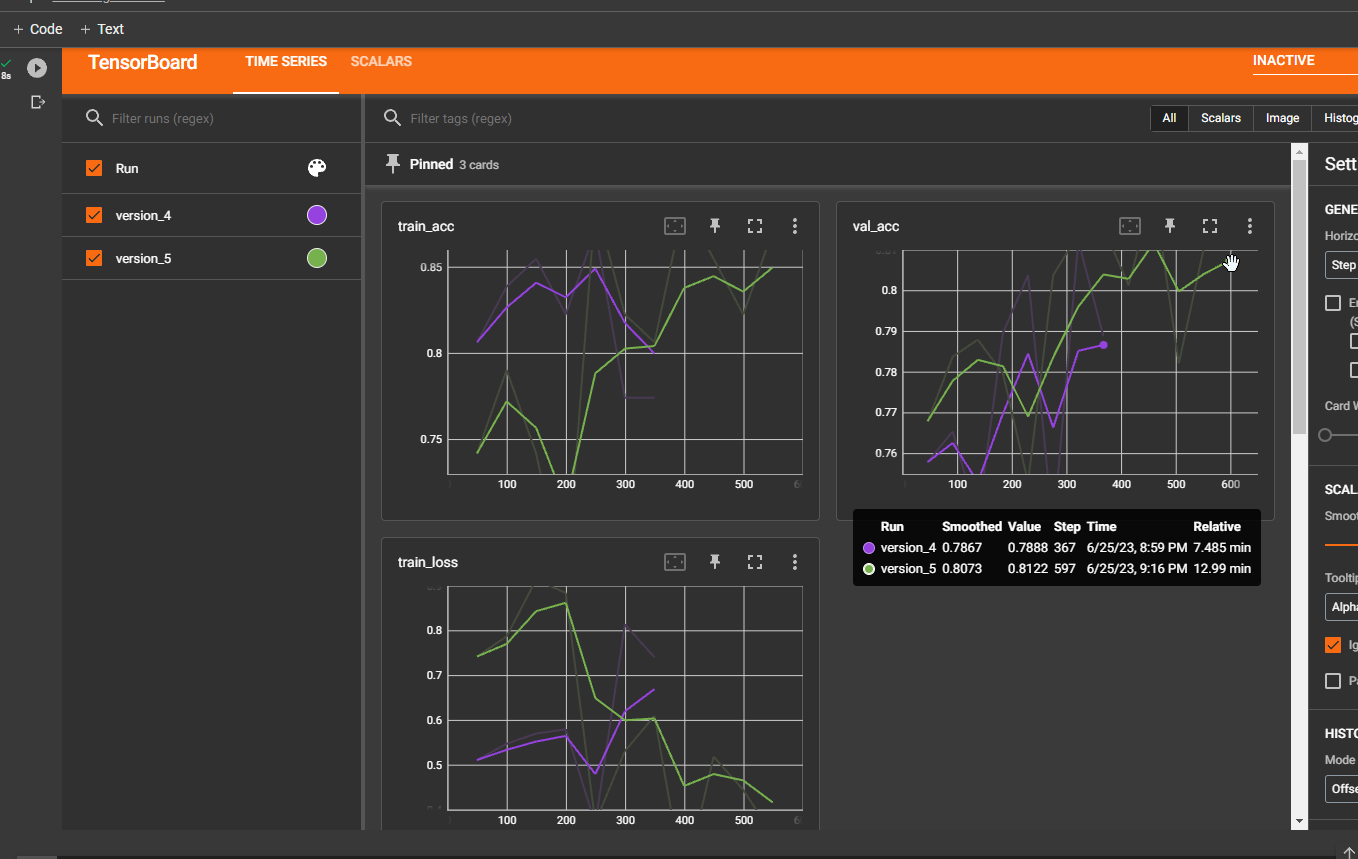 + Code + Text
8s
TensorBoard TIME SERIES SCALARS INACTIVE
Filter runs (regex)
Filter tags (regex)
All Scalars Image Histog
Run
version_4
version_5
Pinned 3 cards
train_acc
0.85
0.8
0.75
100 200 300 400 500
val_acc
0.8
0.79
0.78
0.77
0.76
100 200 300 400 500 600
Run Smoothed Value Step Time Relative
version_4 0.7867 0.7888 367 6/25/23, 8:59 PM 7.485 min
version_5 0.8073 0.8122 597 6/25/23, 9:16 PM 12.99 min
train_loss
0.8
0.7
0.6
0.5
100 200 300 400 500
Sett
GENE
Horizo
Step
En
(S
Card W
SCAL
Smoot
Tooltip
Alpha
Ig
Pa
HISTO
Mode
Offse